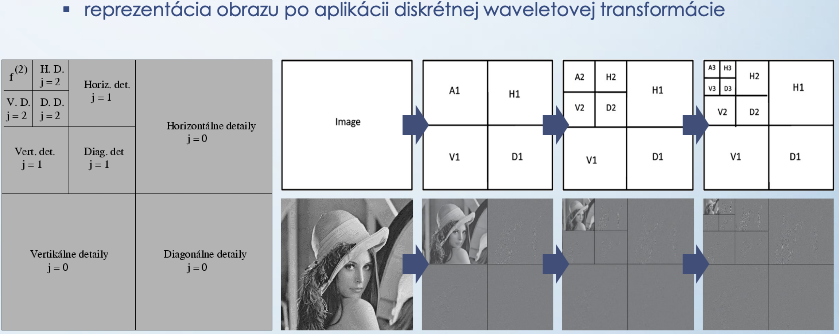 ▪ reprezentácia obrazu po aplikácii diskrétnej waveletovej transformácie
f(2)
H. D.
j = 2
V. D.
j = 2
D. D.
j = 2
Horiz. det.
j = 1
Vert. det.
j = 1
Diag. det
j = 1
Horizontálne detaily
j = 0
Vertikálne detaily
j = 0
Diagonálne detaily
j = 0
Image
A1
H1
V1
D1
A2
H2
V2
D2
H1
V1
D1
A3
H3
V3
D3
H2
V2
D2
H1
V1
D1